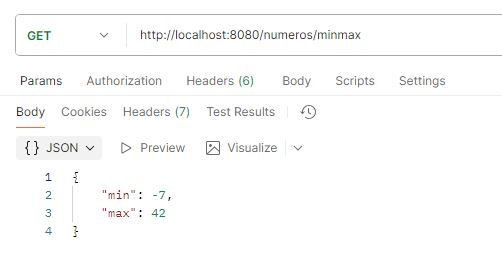 GET http://localhost:8080/numeros/minmax
Params Authorization Headers (6) Body Scripts Settings
Body Cookies Headers (7) Test Results
{} JSON Preview Visualize
1 {
2 "min": -7,
3 "max": 42
4 }